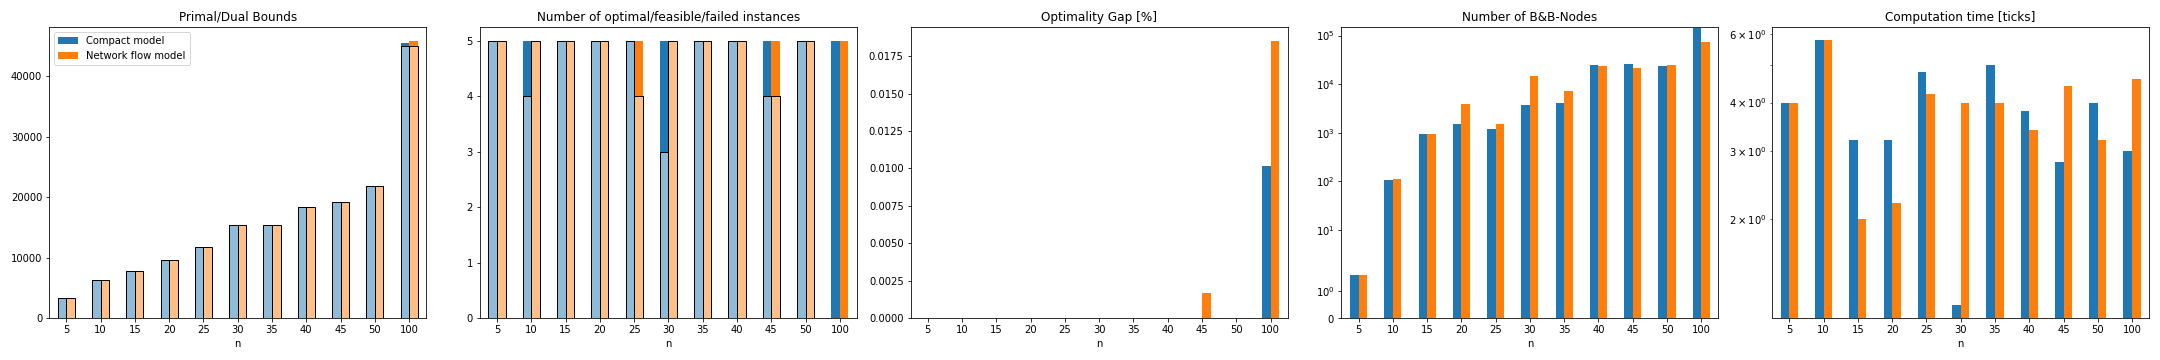 Primal/Dual Bounds
Compact model
Network flow model
40000
30000
20000
10000
0
5 10 15 20 25 30 35 40 45 50 100
n
Number of optimal/feasible/failed instances
5
4
3
2
1
0
5 10 15 20 25 30 35 40 45 50 100
n
Optimality Gap [%]
0.0175
0.0150
0.0125
0.0100
0.0075
0.0050
0.0025
0.0000
5 10 15 20 25 30 35 40 45 50 100
n
Number of B&B-Nodes
10⁵
10⁴
10³
10²
10¹
10⁰
0
5 10 15 20 25 30 35 40 45 50 100
n
Computation time [ticks]
6 × 10⁰
4 × 10⁰
3 × 10⁰
2 × 10⁰
5 10 15 20 25 30 35 40 45 50 100
n